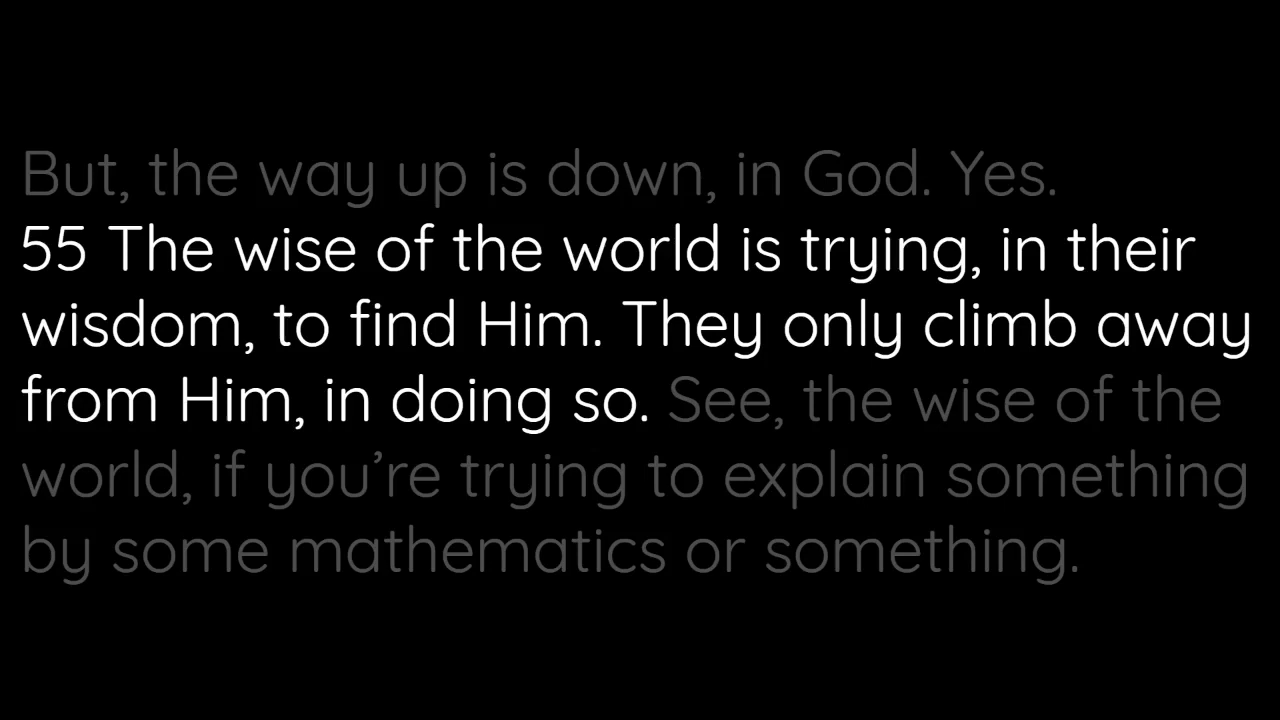 But, the way up is down, in God. Yes.
55 The wise of the world is trying, in their
wisdom, to find Him. They only climb away
from Him, in doing so. See, the wise of the
world, if you’re trying to explain something
by some mathematics or something.